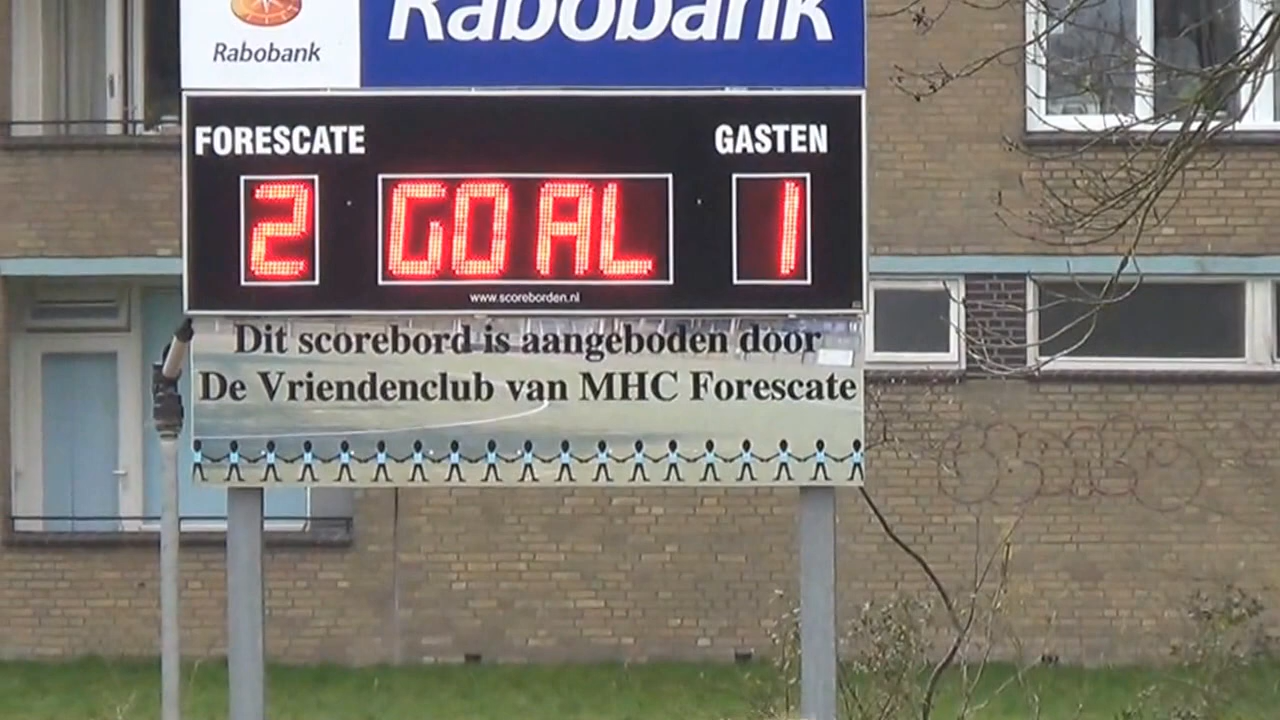 Rabobank
Rabobank
FORESCATE
GASTEN
2 GOAL 1
www.scoreborden.nl
Dit scorebord is aangeboden door
De Vriendenclub van MHC Forescate